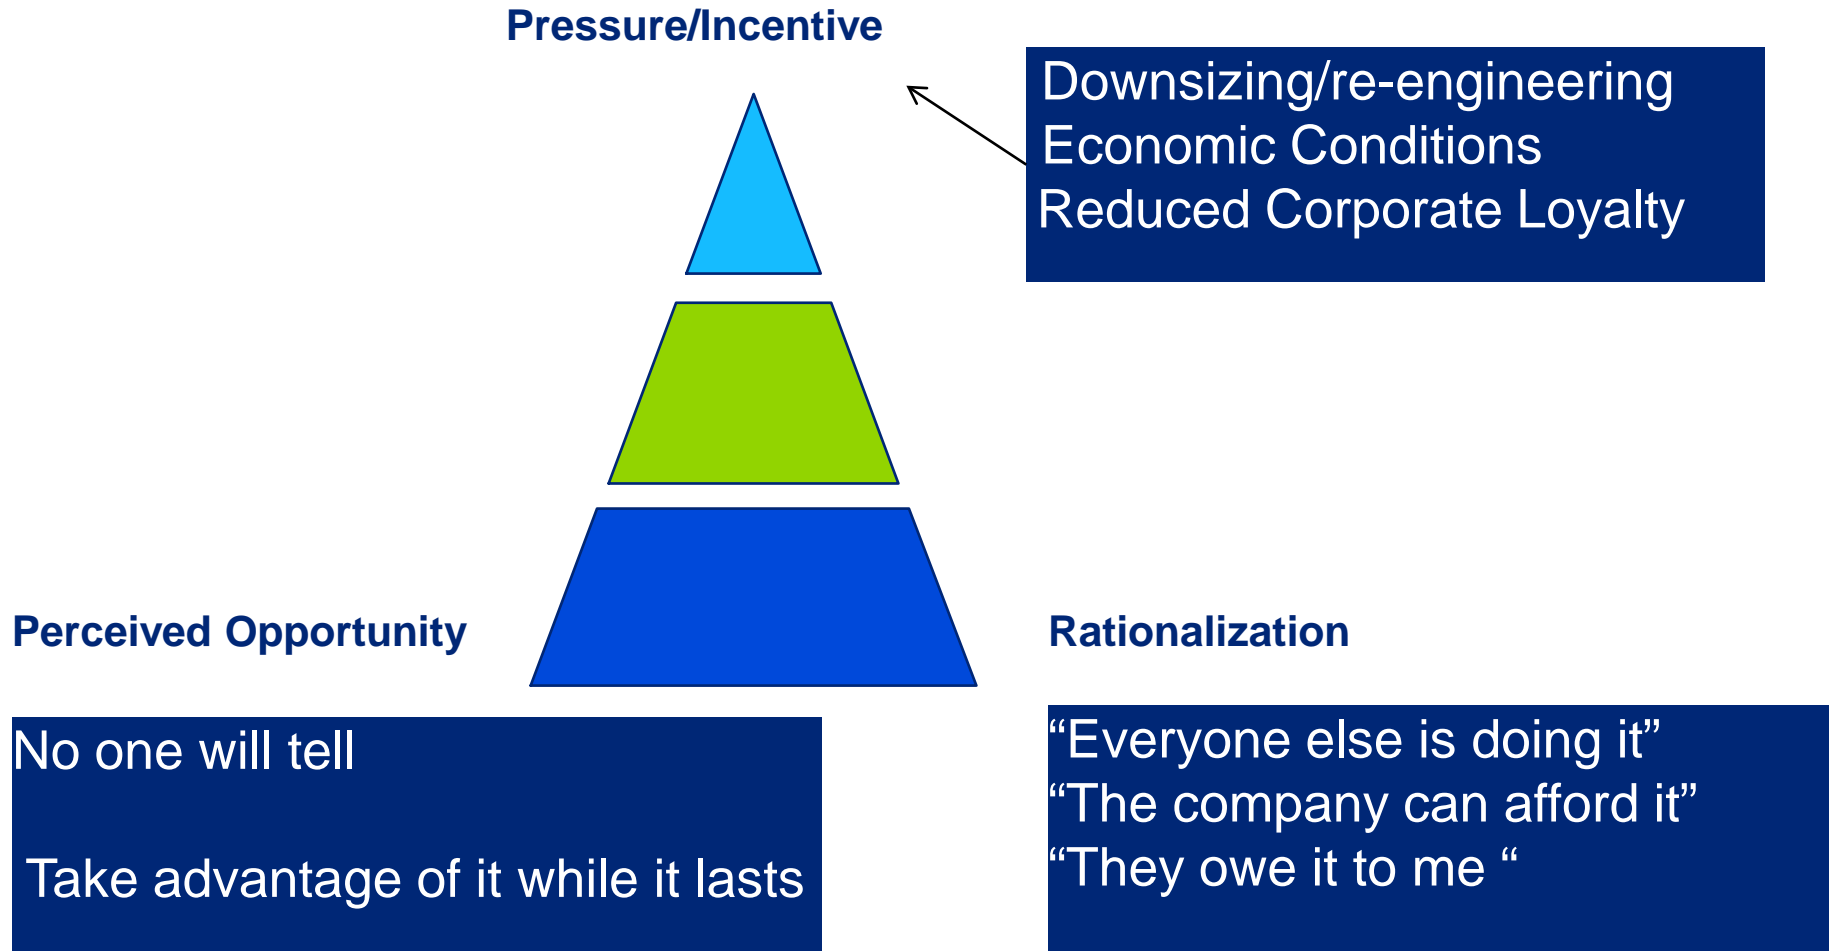 Pressure/Incentive
Downsizing/re-engineering
Economic Conditions
Reduced Corporate Loyalty
Perceived Opportunity
Rationalization
No one will tell
Take advantage of it while it lasts
“Everyone else is doing it”
“The company can afford it”
“They owe it to me “